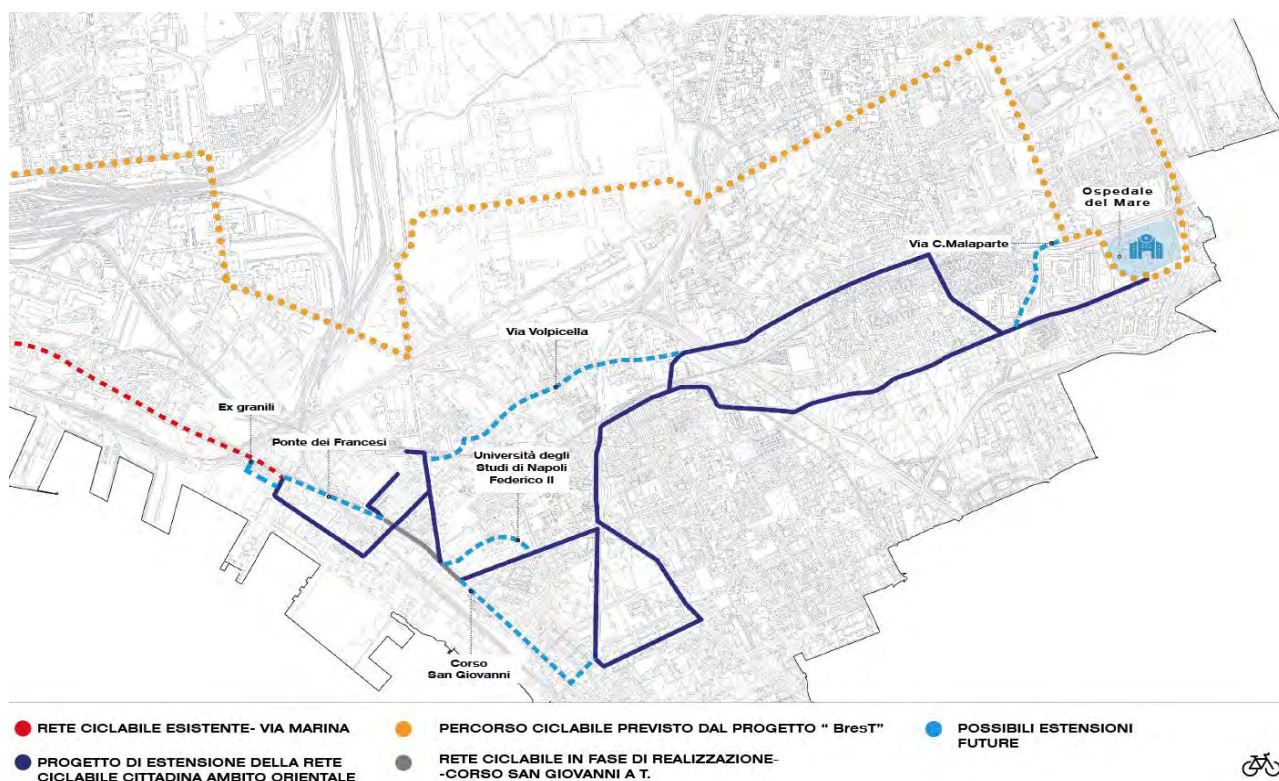 Ospedale
del Mare
Via C.Malaparte
Via Volpicella
Ex granili
Ponte dei Francesi
Università degli
Studi di Napoli
Federico II
Corso
San Giovanni
RETE CICLABILE ESISTENTE- VIA MARINA
PROGETTO DI ESTENSIONE DELLA RETE
CICLABILE CITTADINA AMBITO ORIENTALE
PERCORSO CICLABILE PREVISTO DAL PROGETTO “ BresT”
RETE CICLABILE IN FASE DI REALIZZAZIONE-
-CORSO SAN GIOVANNI A T.
POSSIBILI ESTENSIONI
FUTURE